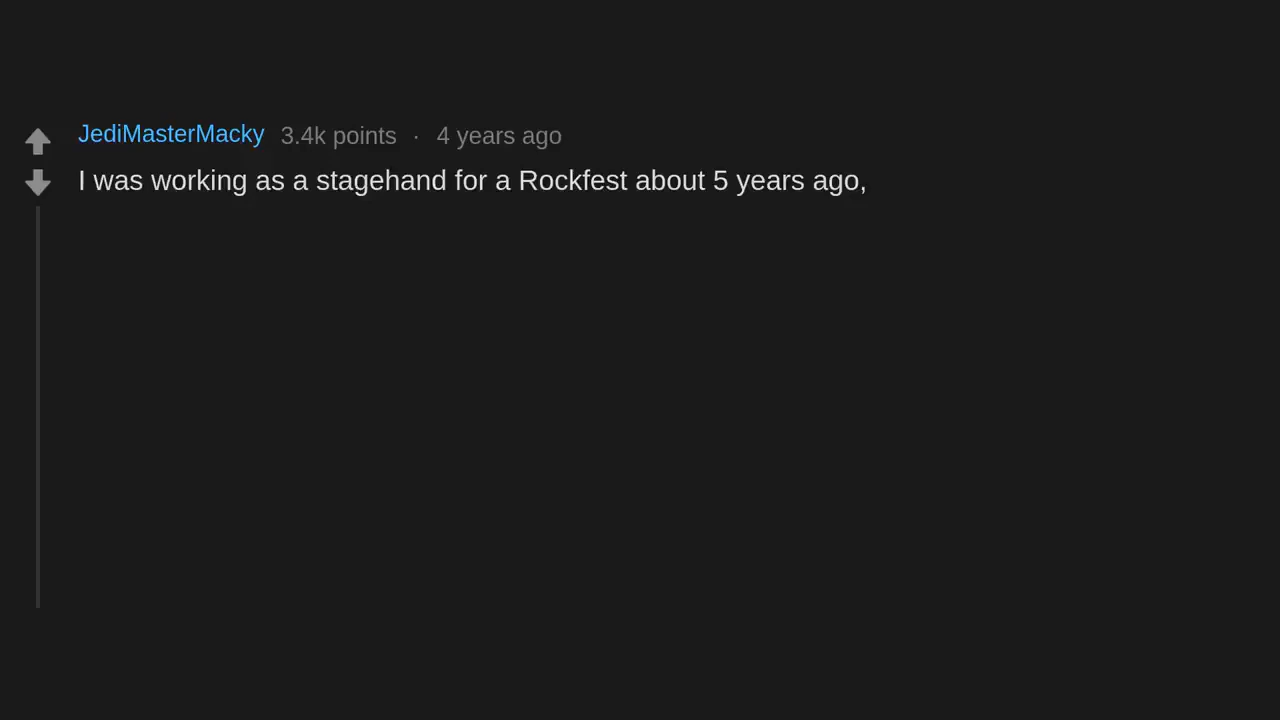 JediMasterMacky 3.4k points · 4 years ago
I was working as a stagehand for a Rockfest about 5 years ago,